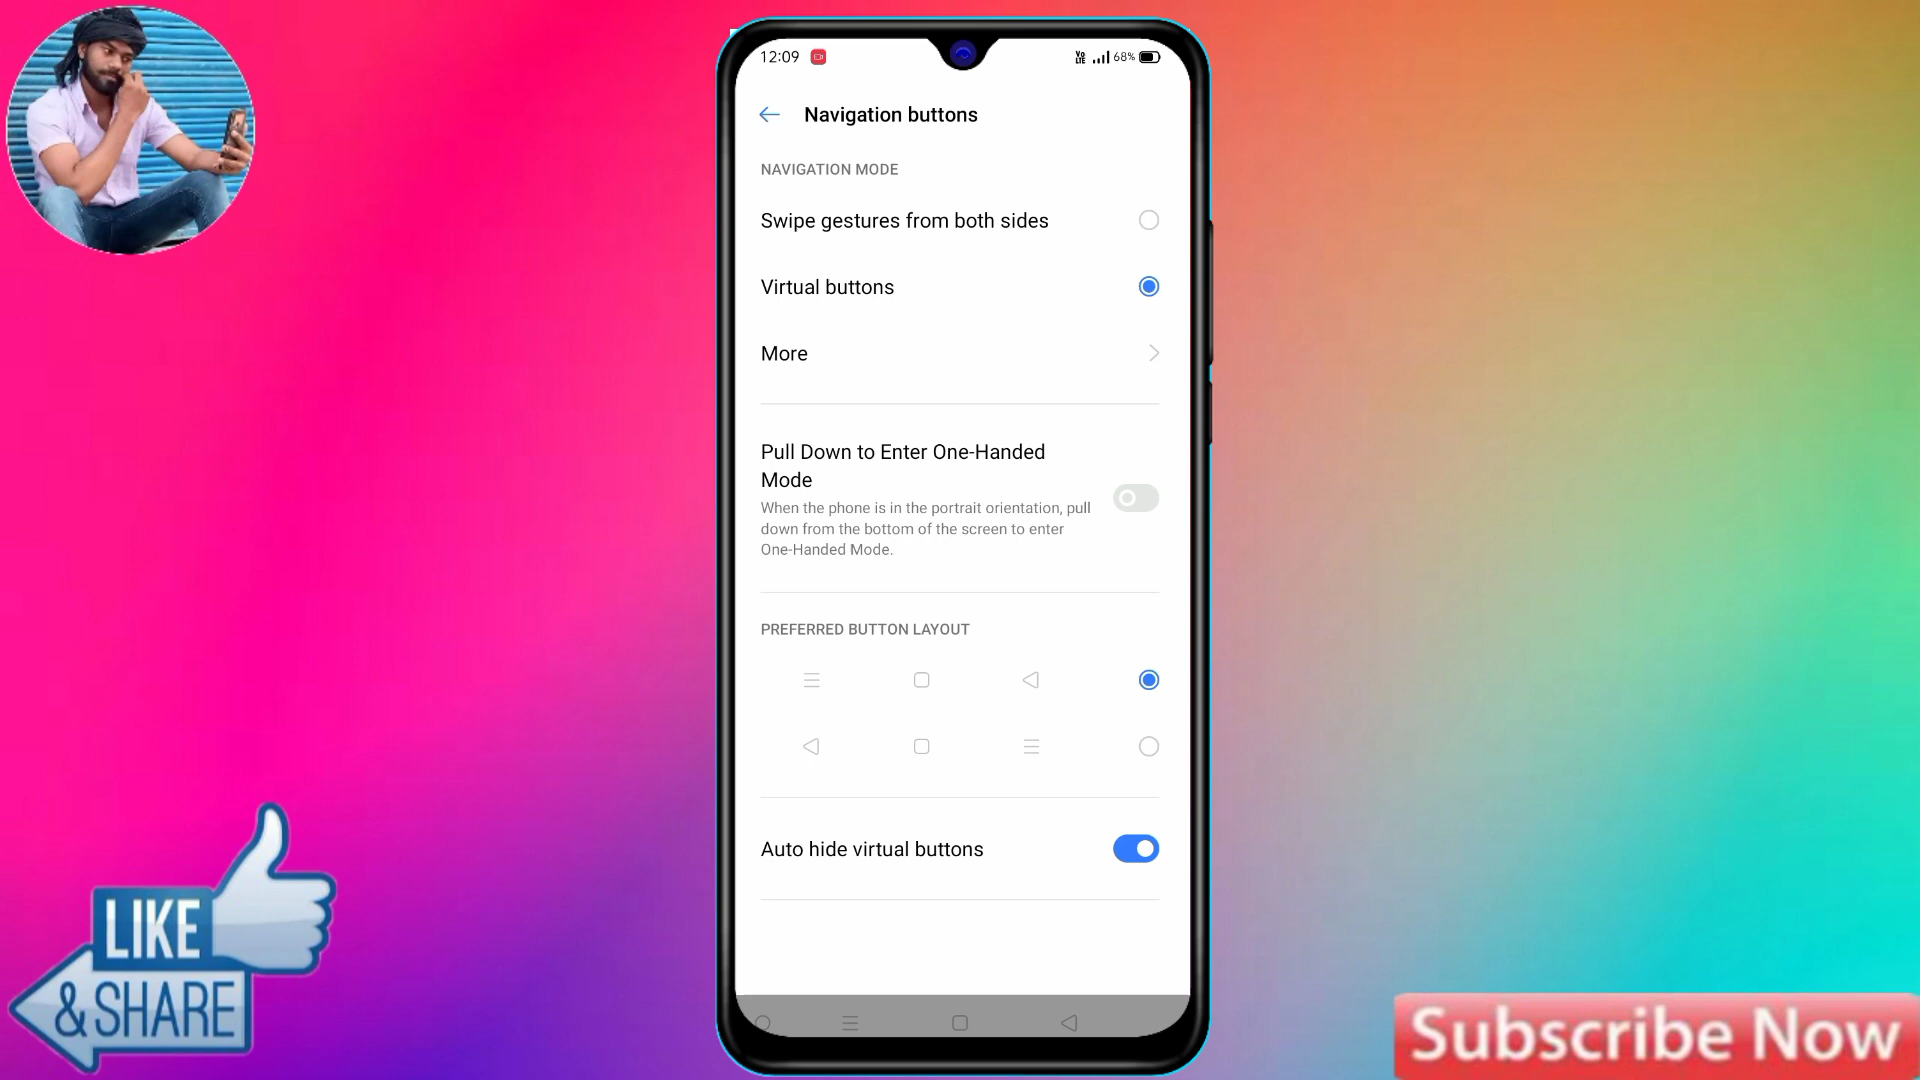 12:09
VO LTE 68%
Navigation buttons
NAVIGATION MODE
Swipe gestures from both sides
Virtual buttons
More
Pull Down to Enter One-Handed
Mode
When the phone is in the portrait orientation, pull
down from the bottom of the screen to enter
One-Handed Mode.
PREFERRED BUTTON LAYOUT
Auto hide virtual buttons
LIKE
&SHARE
Subscribe Now